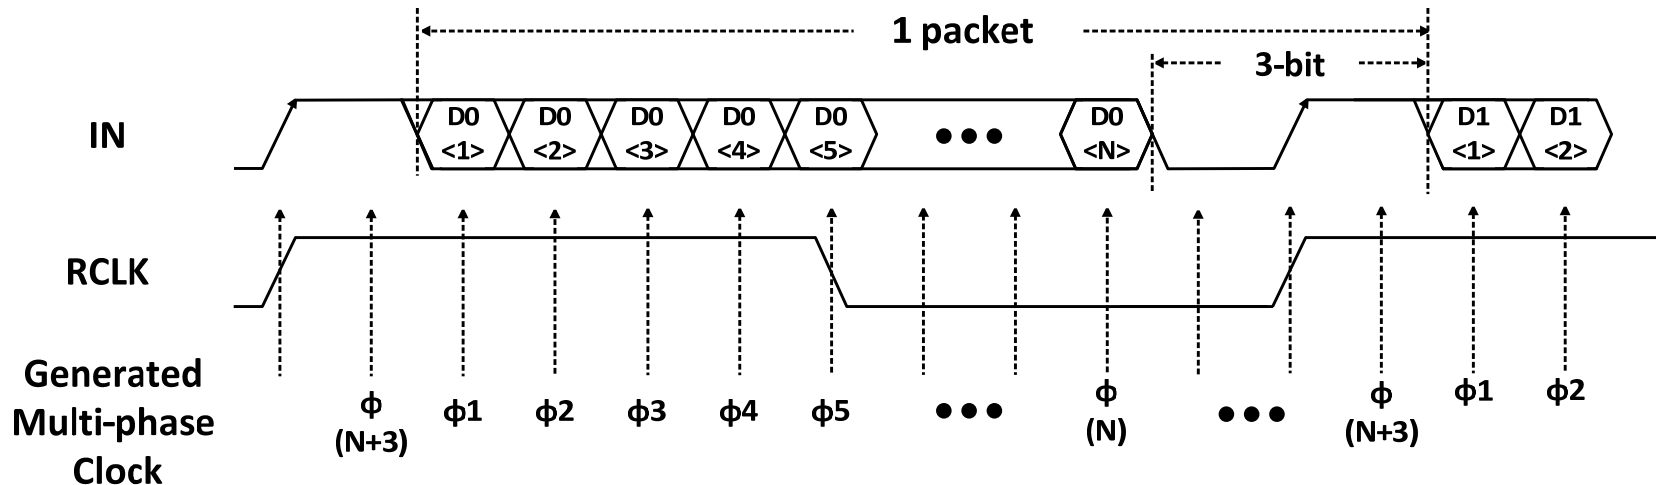 1 packet
3-bit
IN
D0 D0 D0 D0 D0 ●●● D0 D1 D1
<1> <2> <3> <4> <5> <N> <1> <2>
RCLK
Generated
Multi-phase
Clock
ϕ ϕ1 ϕ2 ϕ3 ϕ4 ϕ5 ●●● ϕ ●●● ϕ ϕ1 ϕ2
(N+3) (N) (N+3)